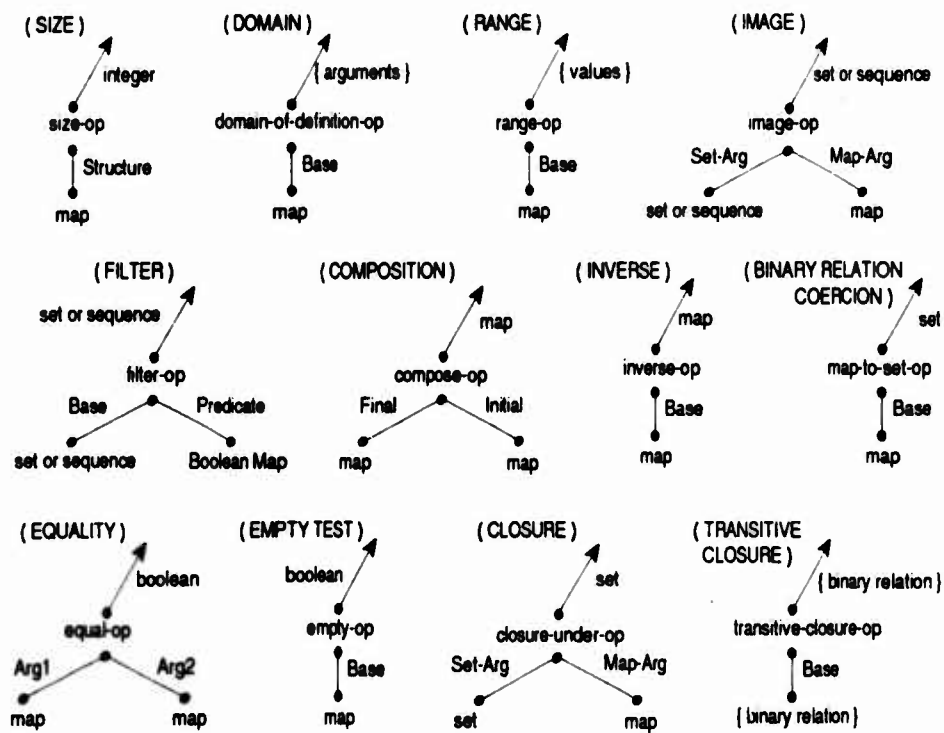 ( SIZE )
integer
size-op
Structure
map
( DOMAIN )
{ arguments }
domain-of-definition-op
Base
map
( RANGE )
{ values }
range-op
Base
map
( IMAGE )
set or sequence
image-op
Set-Arg Map-Arg
set or sequence map
( FILTER )
set or sequence
filter-op
Base Predicate
set or sequence Boolean Map
( COMPOSITION )
map
compose-op
Final Initial
map map
( INVERSE )
map
inverse-op
Base
map
( BINARY RELATION
COERCION )
set
map-to-set-op
Base
map
( EQUALITY )
boolean
equal-op
Arg1 Arg2
map map
( EMPTY TEST )
boolean
empty-op
Base
map
( CLOSURE )
set
closure-under-op
Set-Arg Map-Arg
set map
( TRANSITIVE
CLOSURE )
{ binary relation }
transitive-closure-op
Base
{ binary relation }